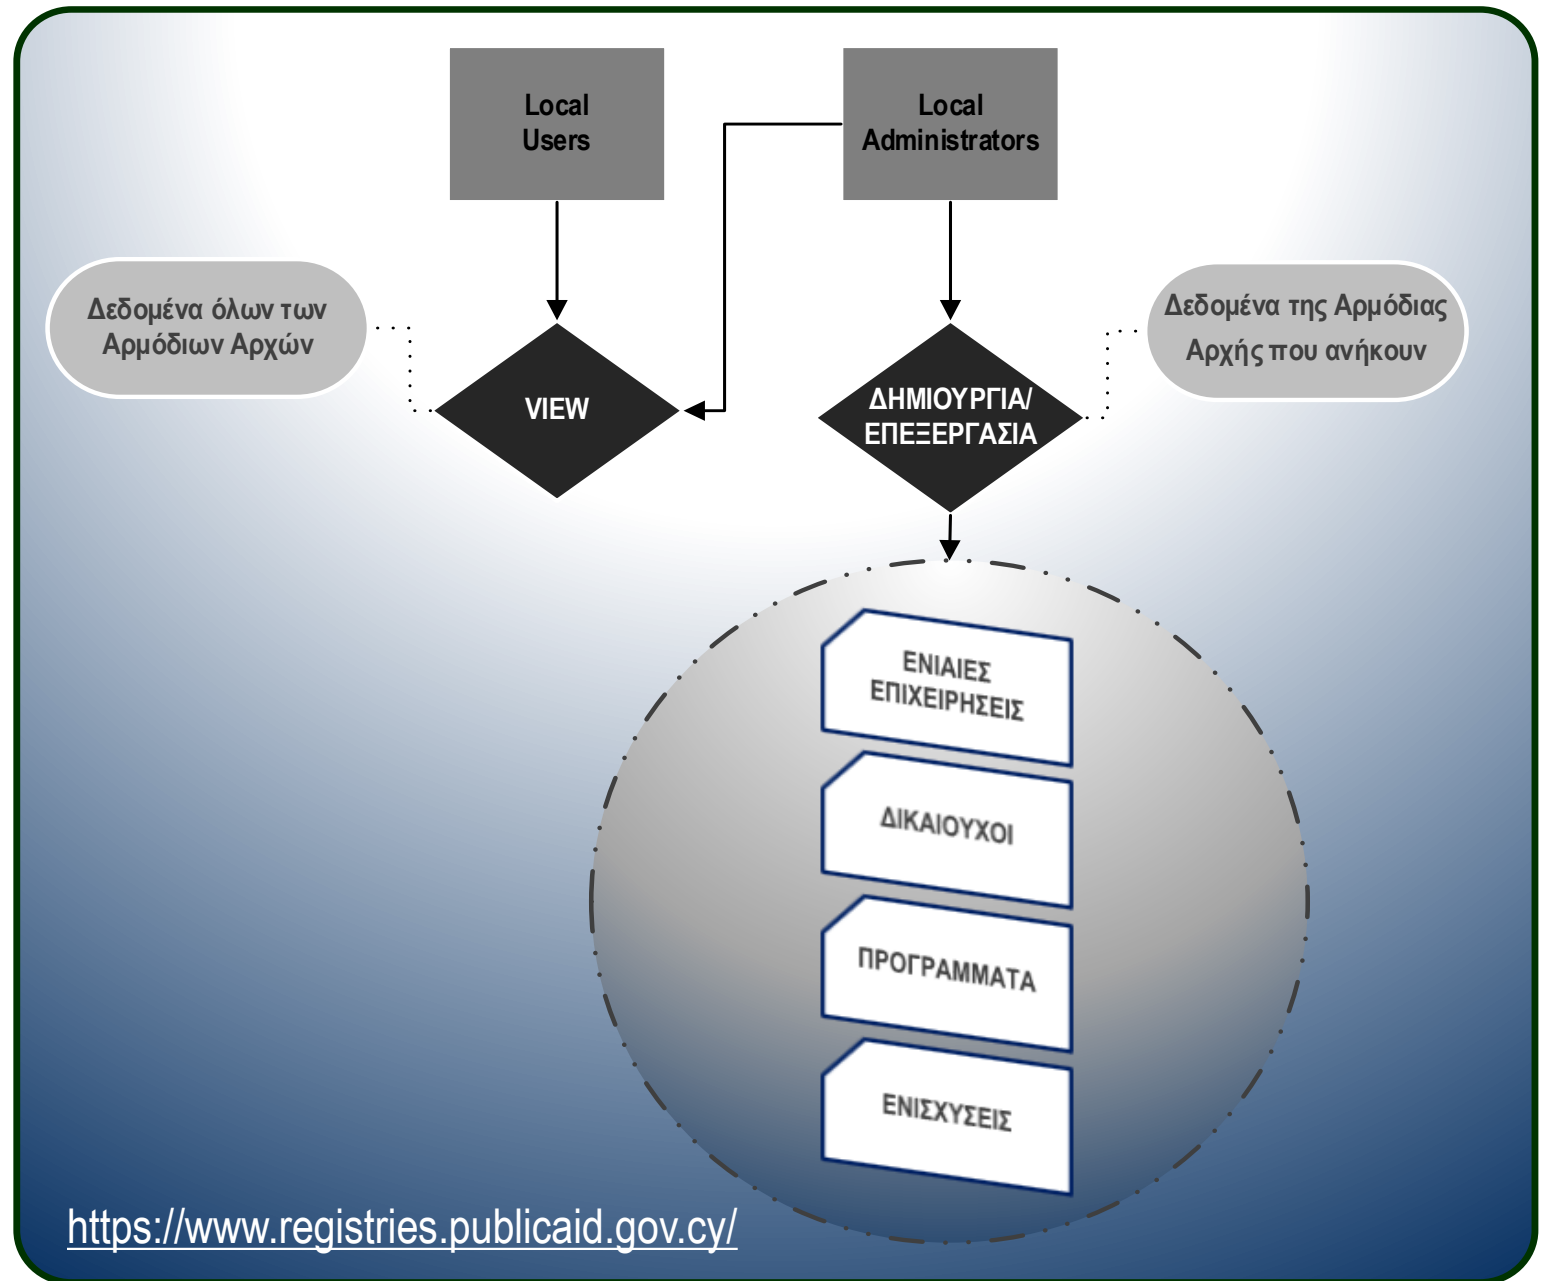 Local
Users
Local
Administrators
Δεδομένα όλων των
Αρμόδιων Αρχών
Δεδομένα της Αρμόδιας
Αρχής που ανήκουν
VIEW
ΔΗΜΙΟΥΡΓΙΑ/
ΕΠΕΞΕΡΓΑΣΙΑ
ΕΝΙΑΙΕΣ
ΕΠΙΧΕΙΡΗΣΕΙΣ
ΔΙΚΑΙΟΥΧΟΙ
ΠΡΟΓΡΑΜΜΑΤΑ
ΕΝΙΣΧΥΣΕΙΣ
https://www.registries.publicaid.gov.cy/